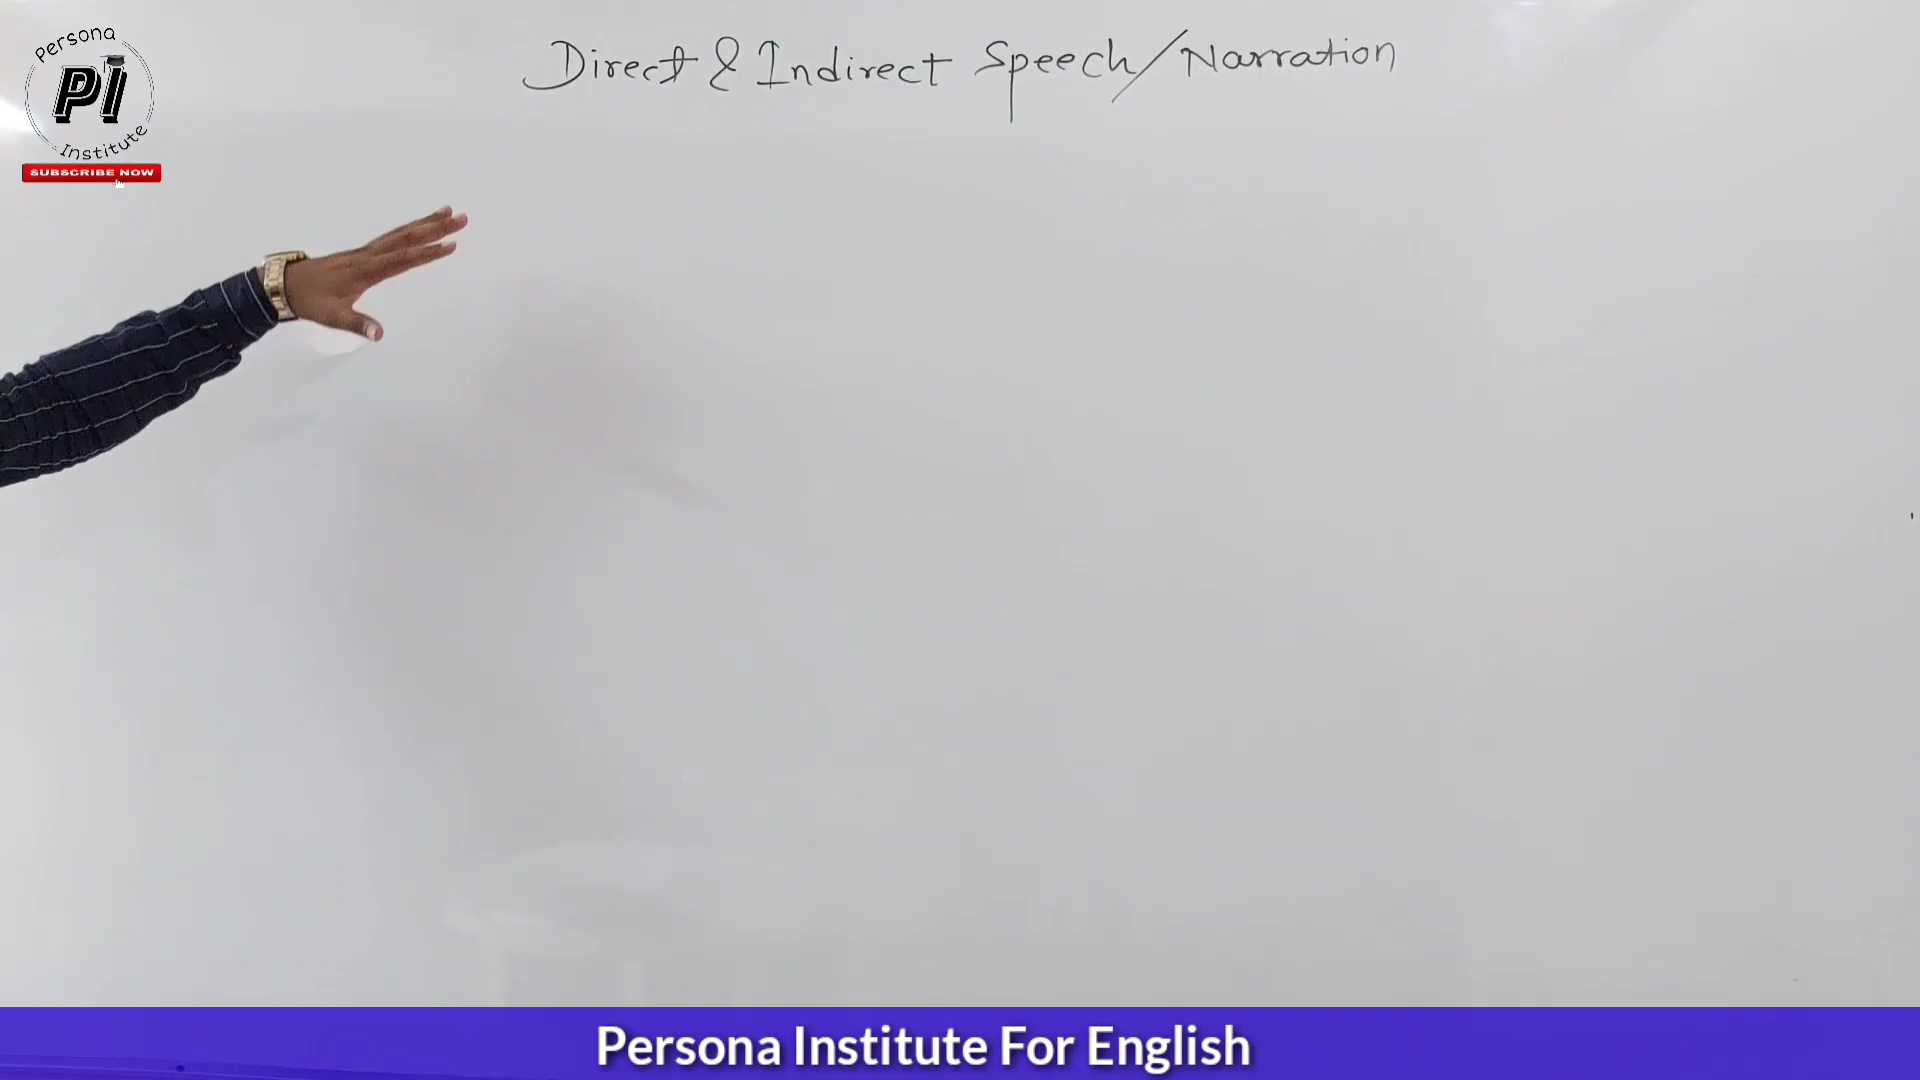 Persona
PI
Institute
SUBSCRIBE NOW
Direct & Indirect Speech/Narration
Persona Institute For English